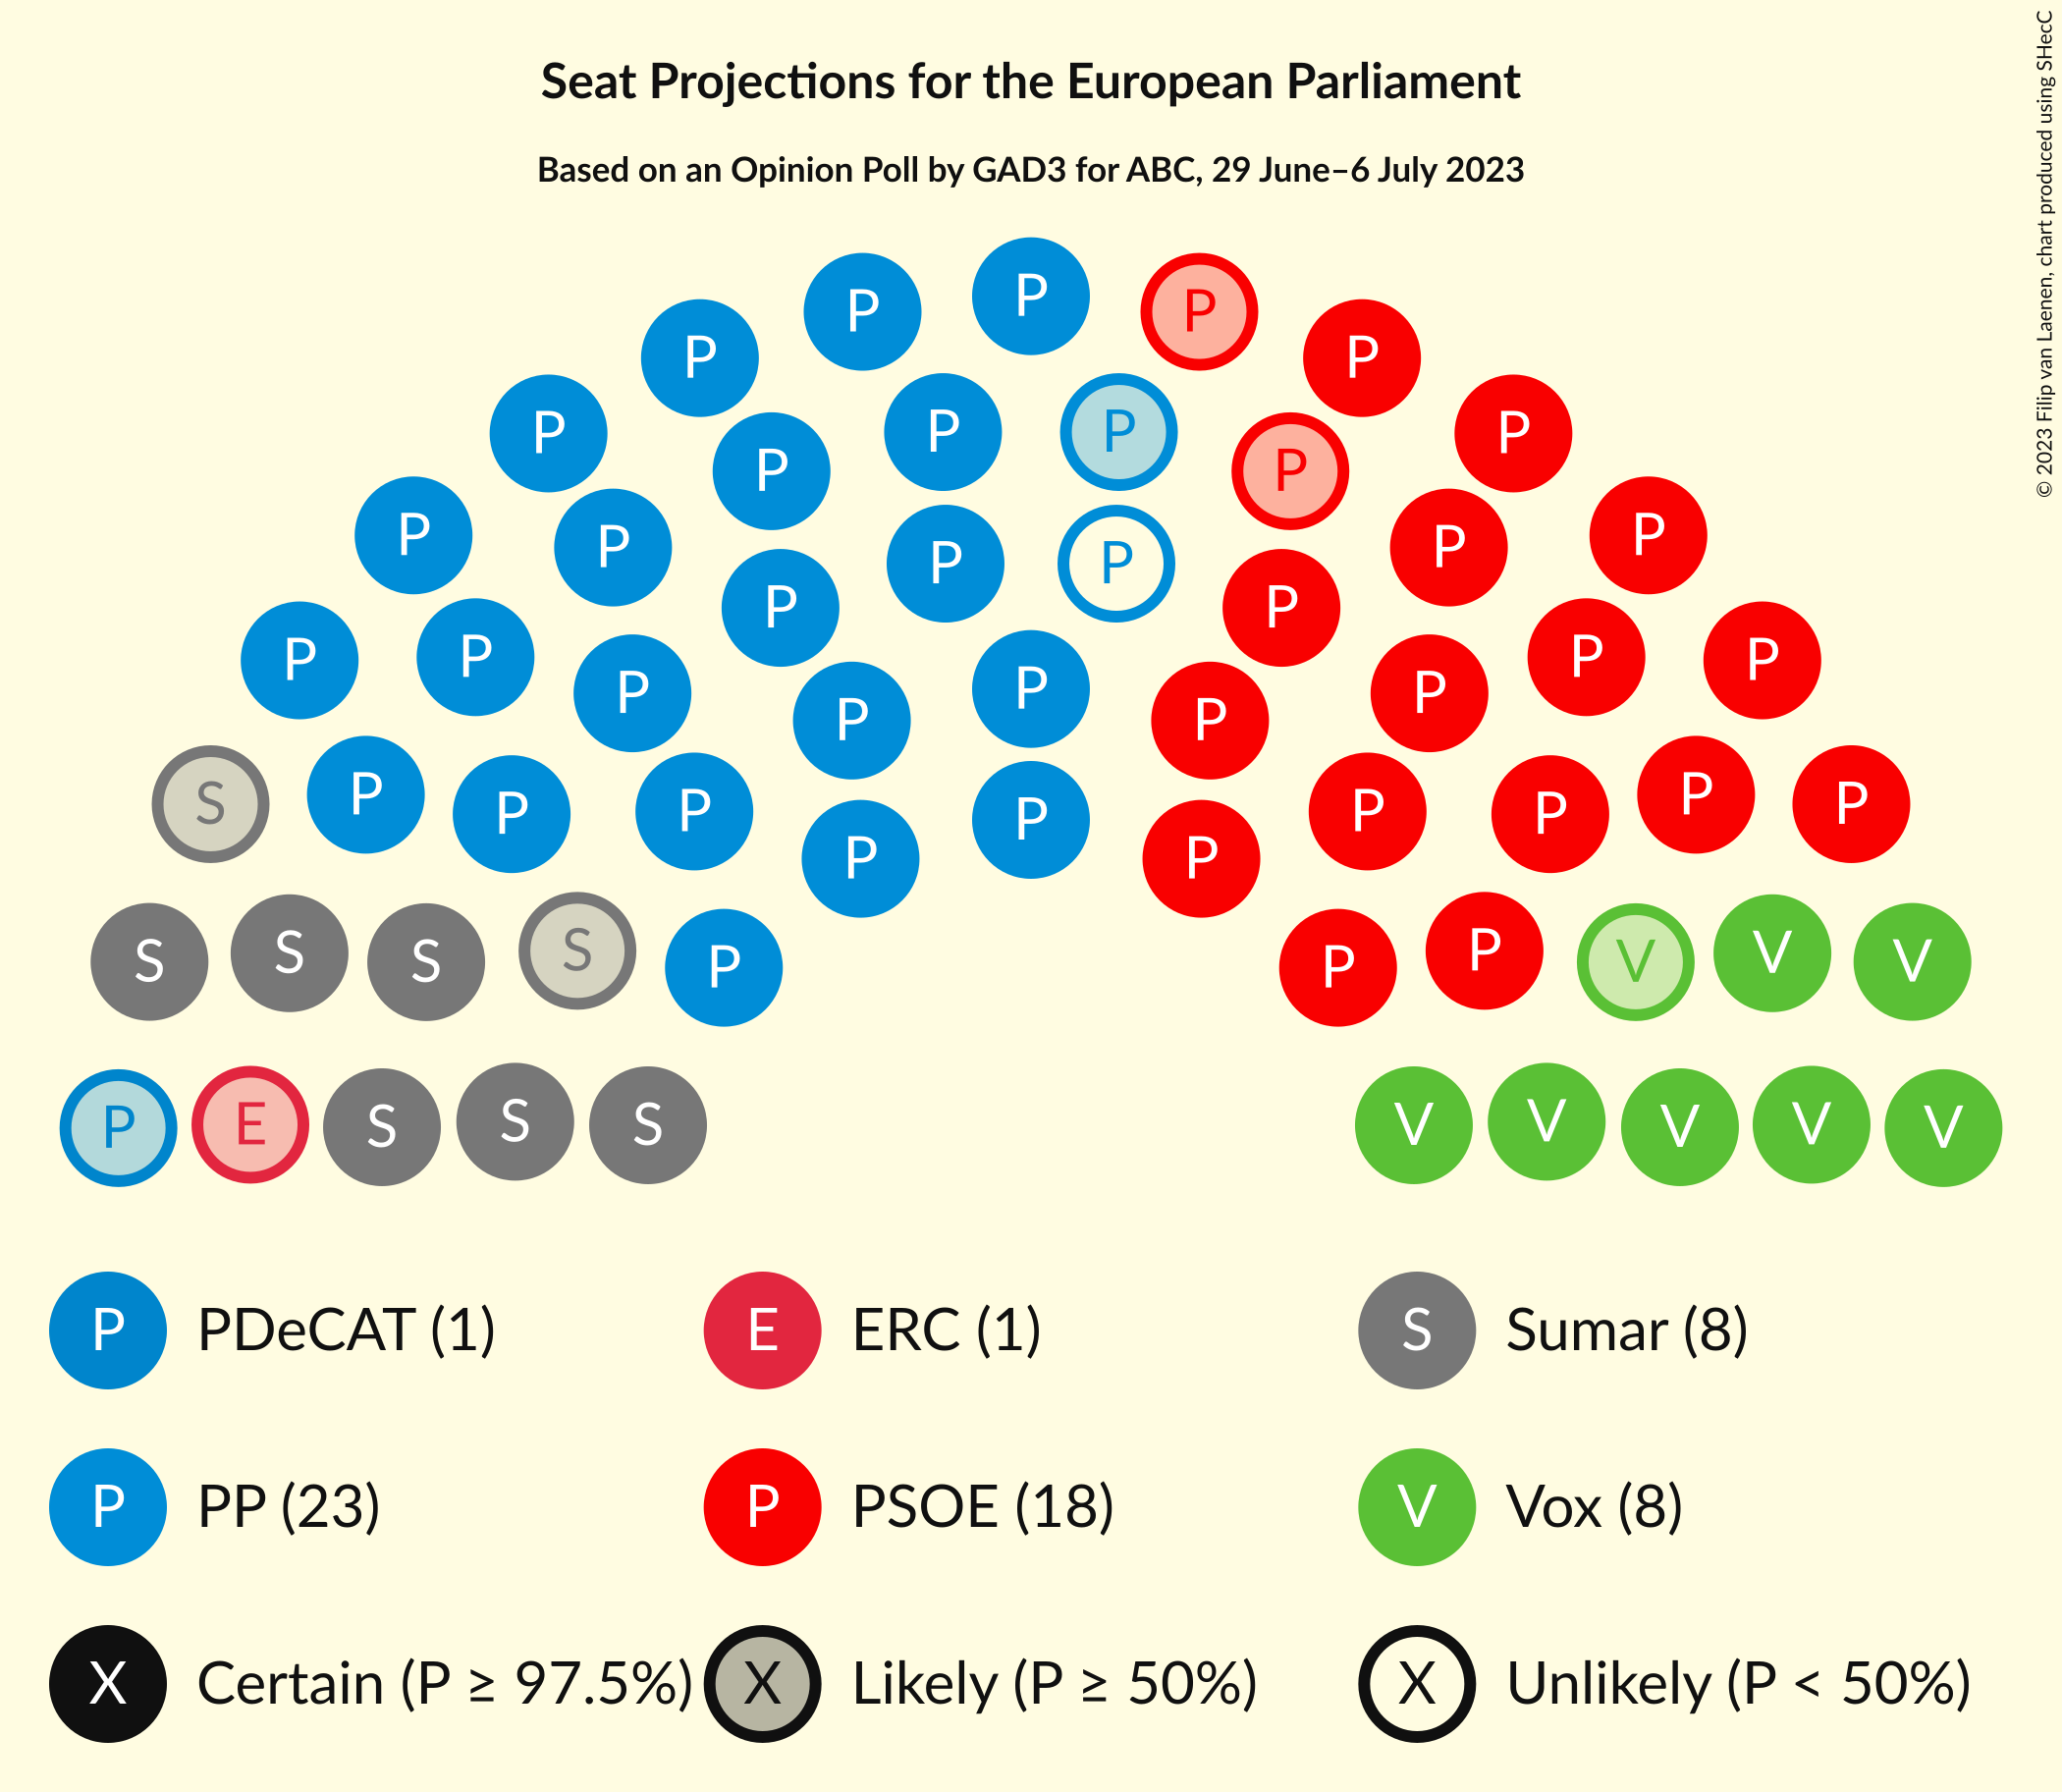 Seat Projections for the European Parliament
Based on an Opinion Poll by GAD3 for ABC, 29 June–6 July 2023
© 2023 Filip van Laenen, chart produced using SHecC
P
P P
P P
P P
P P P
P P
P P P
P P P P
P P
P P P P
P P
P P
P P
S P P P P P P P P P
P P
S S S S P P P V V V
P E S S S V V V V V
P PDeCAT (1) E ERC (1) S Sumar (8)
P PP (23) P PSOE (18) V Vox (8)
X Certain (P ≥ 97.5%) X Likely (P ≥ 50%) X Unlikely (P < 50%)